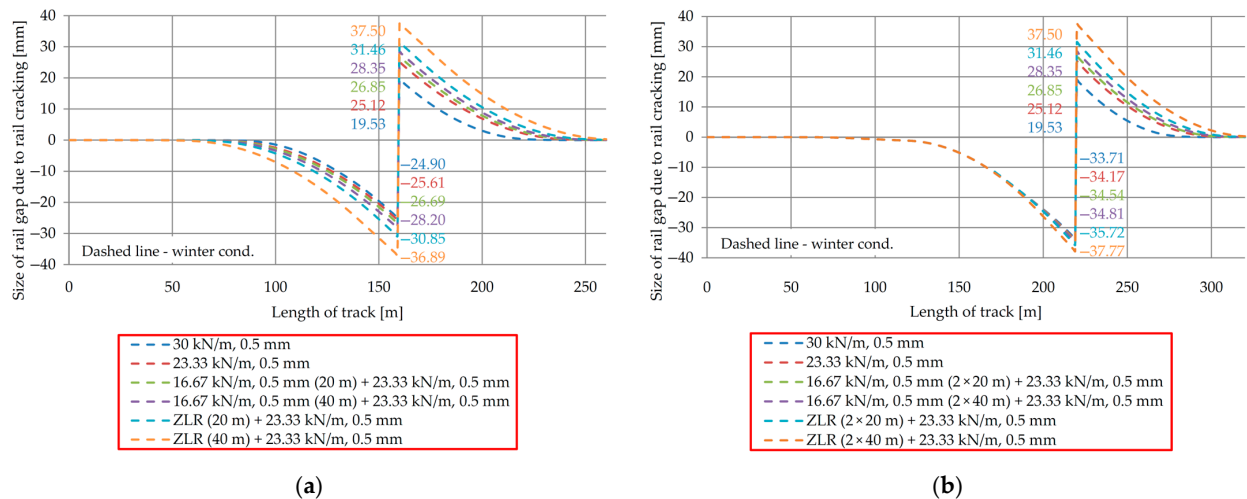 Size of rail gap due to rail cracking [mm]
40
30
20
10
0
−10
−20
−30
−40
37.50
31.46
28.35
26.85
25.12
19.53
−24.90
−25.61
−26.69
−28.20
−30.85
−36.89
Dashed line - winter cond.
0 50 100 150 200 250
Length of track [m]
30 kN/m, 0.5 mm
23.33 kN/m, 0.5 mm
16.67 kN/m, 0.5 mm (20 m) + 23.33 kN/m, 0.5 mm
16.67 kN/m, 0.5 mm (40 m) + 23.33 kN/m, 0.5 mm
ZLR (20 m) + 23.33 kN/m, 0.5 mm
ZLR (40 m) + 23.33 kN/m, 0.5 mm
(a)
Size of rail gap due to rail cracking [mm]
40
30
20
10
0
−10
−20
−30
−40
37.50
31.46
28.35
26.85
25.12
19.53
−33.71
−34.17
−34.54
−34.81
−35.72
−37.77
Dashed line - winter cond.
0 50 100 150 200 250 300
Length of track [m]
30 kN/m, 0.5 mm
23.33 kN/m, 0.5 mm
16.67 kN/m, 0.5 mm (2×20 m) + 23.33 kN/m, 0.5 mm
16.67 kN/m, 0.5 mm (2×40 m) + 23.33 kN/m, 0.5 mm
ZLR (2×20 m) + 23.33 kN/m, 0.5 mm
ZLR (2×40 m) + 23.33 kN/m, 0.5 mm
(b)